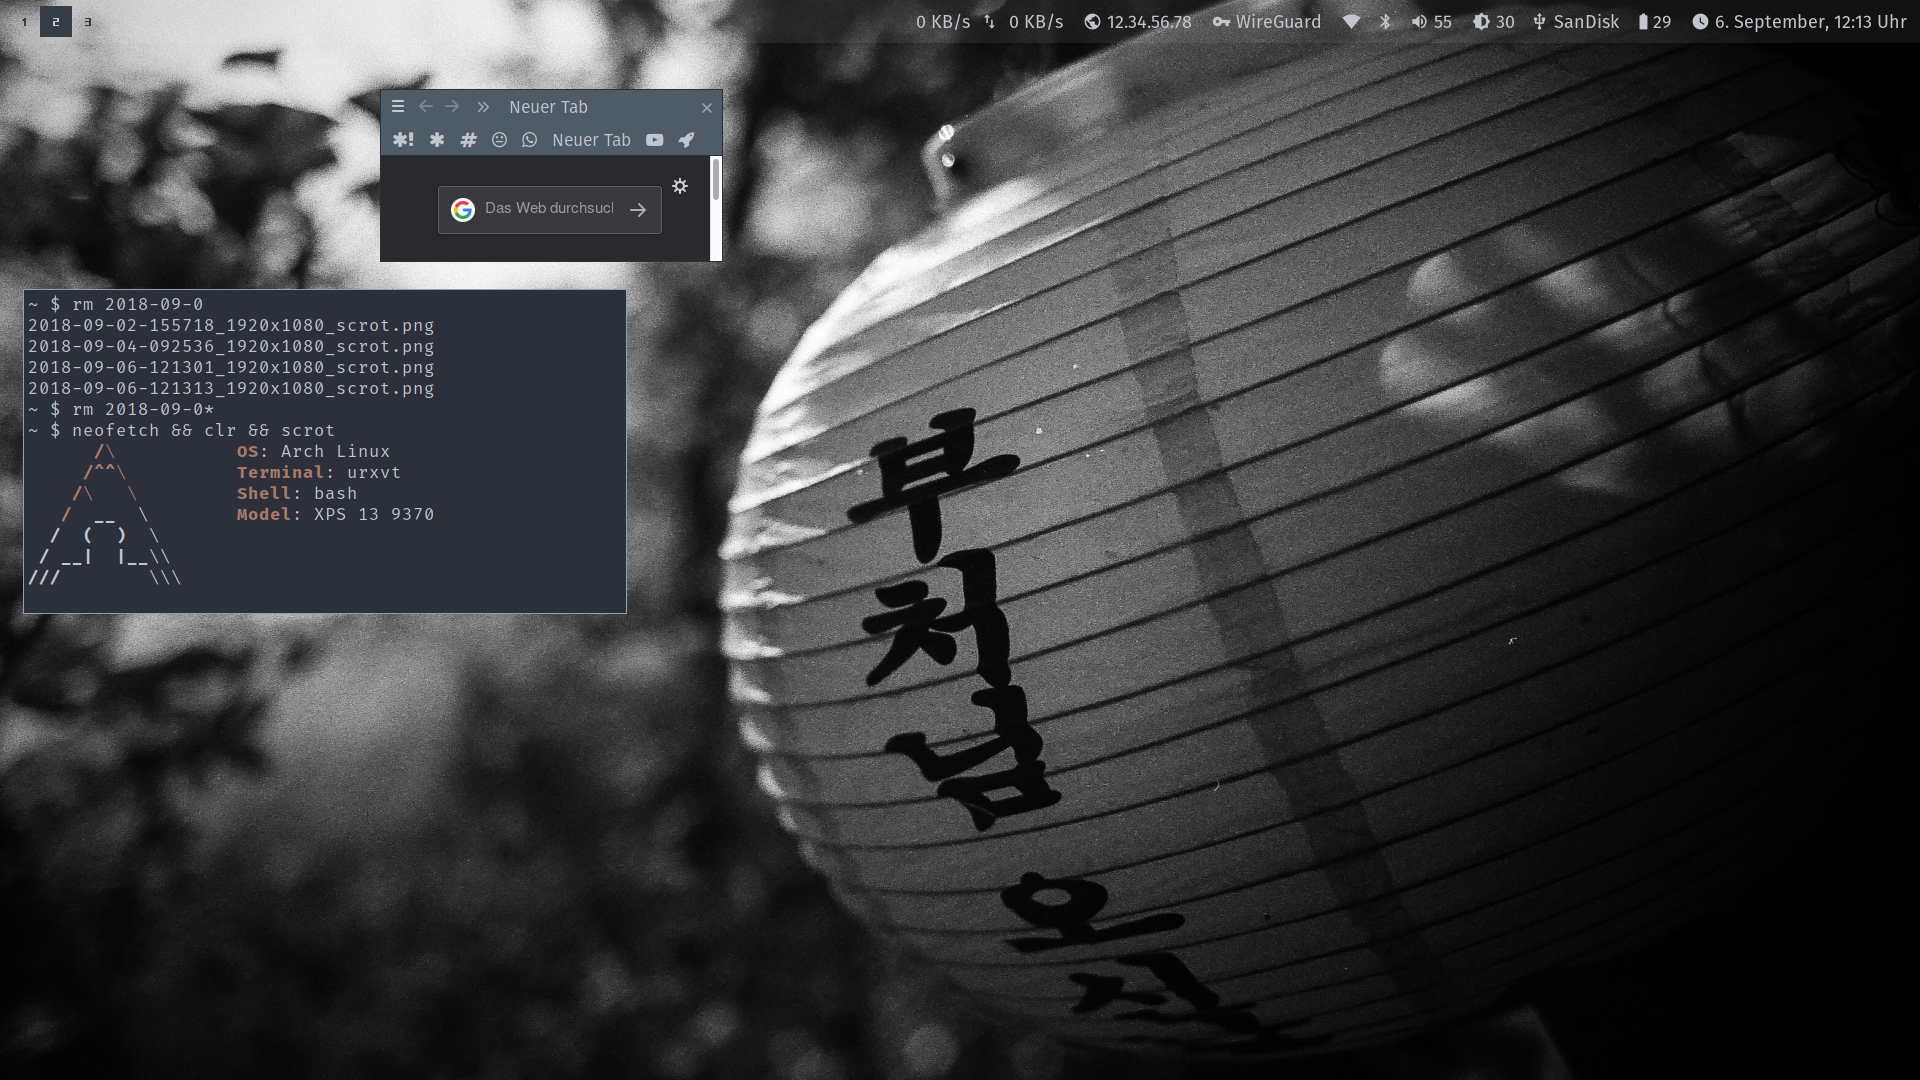 1 2 3
0 KB/s 0 KB/s 12.34.56.78 WireGuard 55 30 SanDisk 29 6. September, 12:13 Uhr
Neuer Tab
*! * # Neuer Tab
Das Web durchsuc
~ $ rm 2018-09-0
2018-09-02-155718_1920x1080_scrot.png
2018-09-04-092536_1920x1080_scrot.png
2018-09-06-121301_1920x1080_scrot.png
2018-09-06-121313_1920x1080_scrot.png
~ $ rm 2018-09-0*
~ $ neofetch && clr && scrot
OS: Arch Linux
Terminal: urxvt
Shell: bash
Model: XPS 13 9370
부처님
오